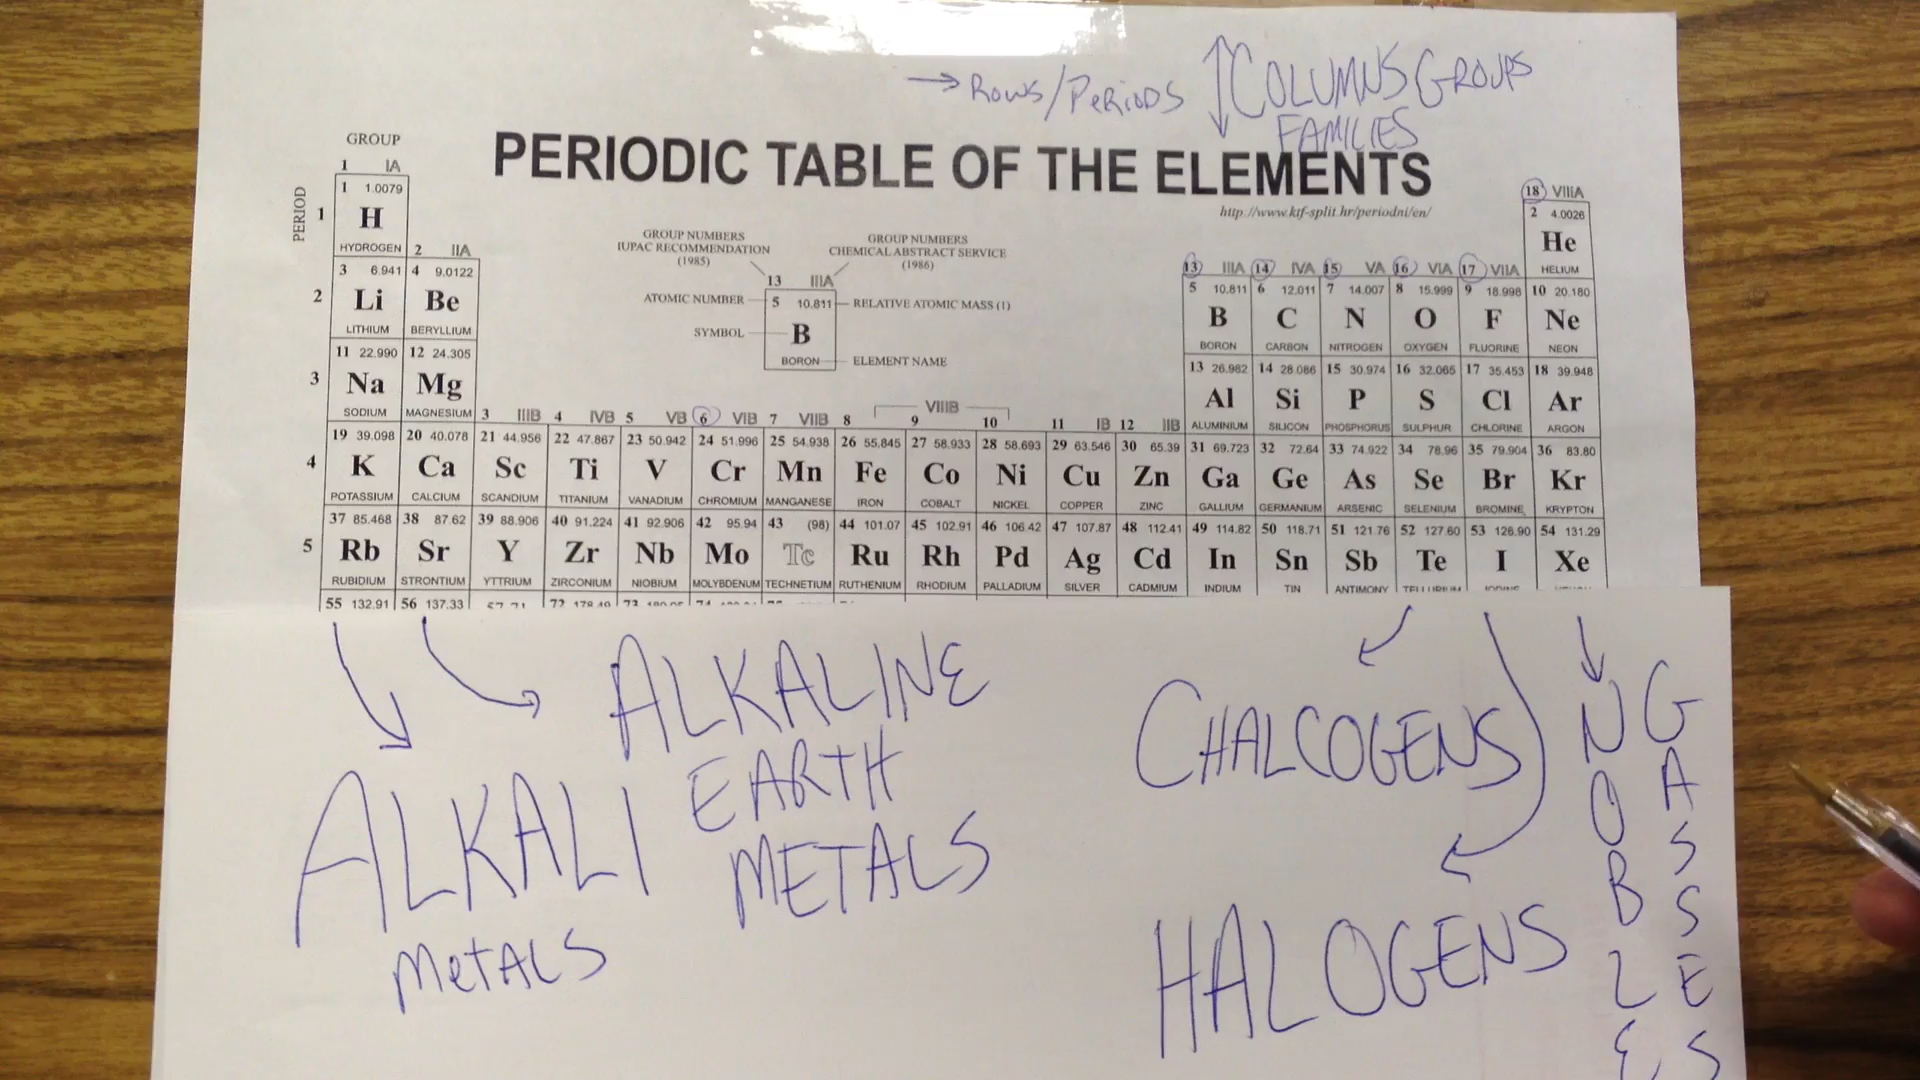 → Rows/Periods ↕ COLUMNS GROUPS
FAMILIES
PERIODIC TABLE OF THE ELEMENTS
http://www.ktf-split.hr/periodni/en/
GROUP
PERIOD
1 IA
18 VIIIA
1 1.0079
2 4.0026
1 H He
HYDROGEN HELIUM
2 IIA
13 IIIA 14 IVA 15 VA 16 VIA 17 VIIA
GROUP NUMBERS
IUPAC RECOMMENDATION
(1985)
GROUP NUMBERS
CHEMICAL ABSTRACT SERVICE
(1986)
13 IIIA
ATOMIC NUMBER 5 10.811 RELATIVE ATOMIC MASS (1)
SYMBOL B
BORON ELEMENT NAME
3 6.941 4 9.0122 5 10.811 6 12.011 7 14.007 8 15.999 9 18.998 10 20.180
2 Li Be B C N O F Ne
LITHIUM BERYLLIUM BORON CARBON NITROGEN OXYGEN FLUORINE NEON
11 22.990 12 24.305 13 26.982 14 28.086 15 30.974 16 32.065 17 35.453 18 39.948
3 Na Mg Al Si P S Cl Ar
SODIUM MAGNESIUM ALUMINIUM SILICON PHOSPHORUS SULPHUR CHLORINE ARGON
3 IIIB 4 IVB 5 VB 6 VIB 7 VIIB 8 9 VIIIB 10 11 IB 12 IIB
19 39.098 20 40.078 21 44.956 22 47.867 23 50.942 24 51.996 25 54.938 26 55.845 27 58.933 28 58.693 29 63.546 30 65.39 31 69.723 32 72.64 33 74.922 34 78.96 35 79.904 36 83.80
4 K Ca Sc Ti V Cr Mn Fe Co Ni Cu Zn Ga Ge As Se Br Kr
POTASSIUM CALCIUM SCANDIUM TITANIUM VANADIUM CHROMIUM MANGANESE IRON COBALT NICKEL COPPER ZINC GALLIUM GERMANIUM ARSENIC SELENIUM BROMINE KRYPTON
37 85.468 38 87.62 39 88.906 40 91.224 41 92.906 42 95.94 43 (98) 44 101.07 45 102.91 46 106.42 47 107.87 48 112.41 49 114.82 50 118.71 51 121.76 52 127.60 53 126.90 54 131.29
5 Rb Sr Y Zr Nb Mo Tc Ru Rh Pd Ag Cd In Sn Sb Te I Xe
RUBIDIUM STRONTIUM YTTRIUM ZIRCONIUM NIOBIUM MOLYBDENUM TECHNETIUM RUTHENIUM RHODIUM PALLADIUM SILVER CADMIUM INDIUM TIN ANTIMONY TELLURIUM
55 132.91 56 137.33
ALKALI
METALS
ALKALINE
EARTH
METALS
CHALCOGENS
HALOGENS
NOBLE
GASSES